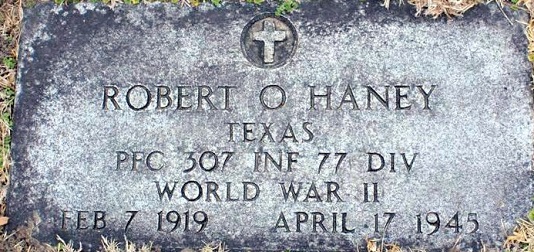 ROBERT O HANEY
TEXAS
PFC 307 INF 77 DIV
WORLD WAR II
FEB 7 1919 APRIL 17 1945